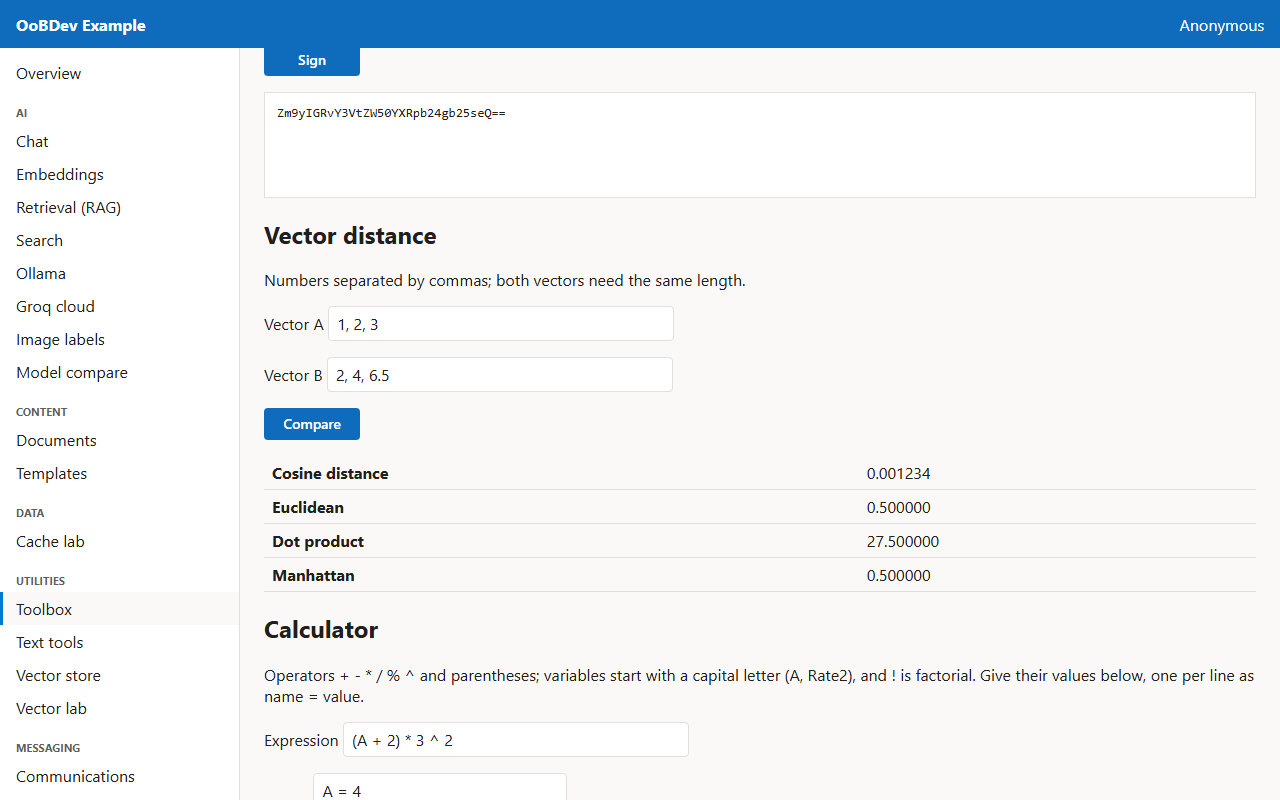 OoBDev Example
Anonymous
Overview
AI
Chat
Embeddings
Retrieval (RAG)
Search
Ollama
Groq cloud
Image labels
Model compare
CONTENT
Documents
Templates
DATA
Cache lab
UTILITIES
Toolbox
Text tools
Vector store
Vector lab
MESSAGING
Communications
Sign
Zm9yIGRvY3VtZW50YXRpb24gb25seQ==
Vector distance
Numbers separated by commas; both vectors need the same length.
Vector A 1, 2, 3
Vector B 2, 4, 6.5
Compare
Cosine distance 0.001234
Euclidean 0.500000
Dot product 27.500000
Manhattan 0.500000
Calculator
Operators + - * / % ^ and parentheses; variables start with a capital letter (A, Rate2), and ! is factorial. Give their values below, one per line as
name = value.
Expression (A + 2) * 3 ^ 2
A = 4